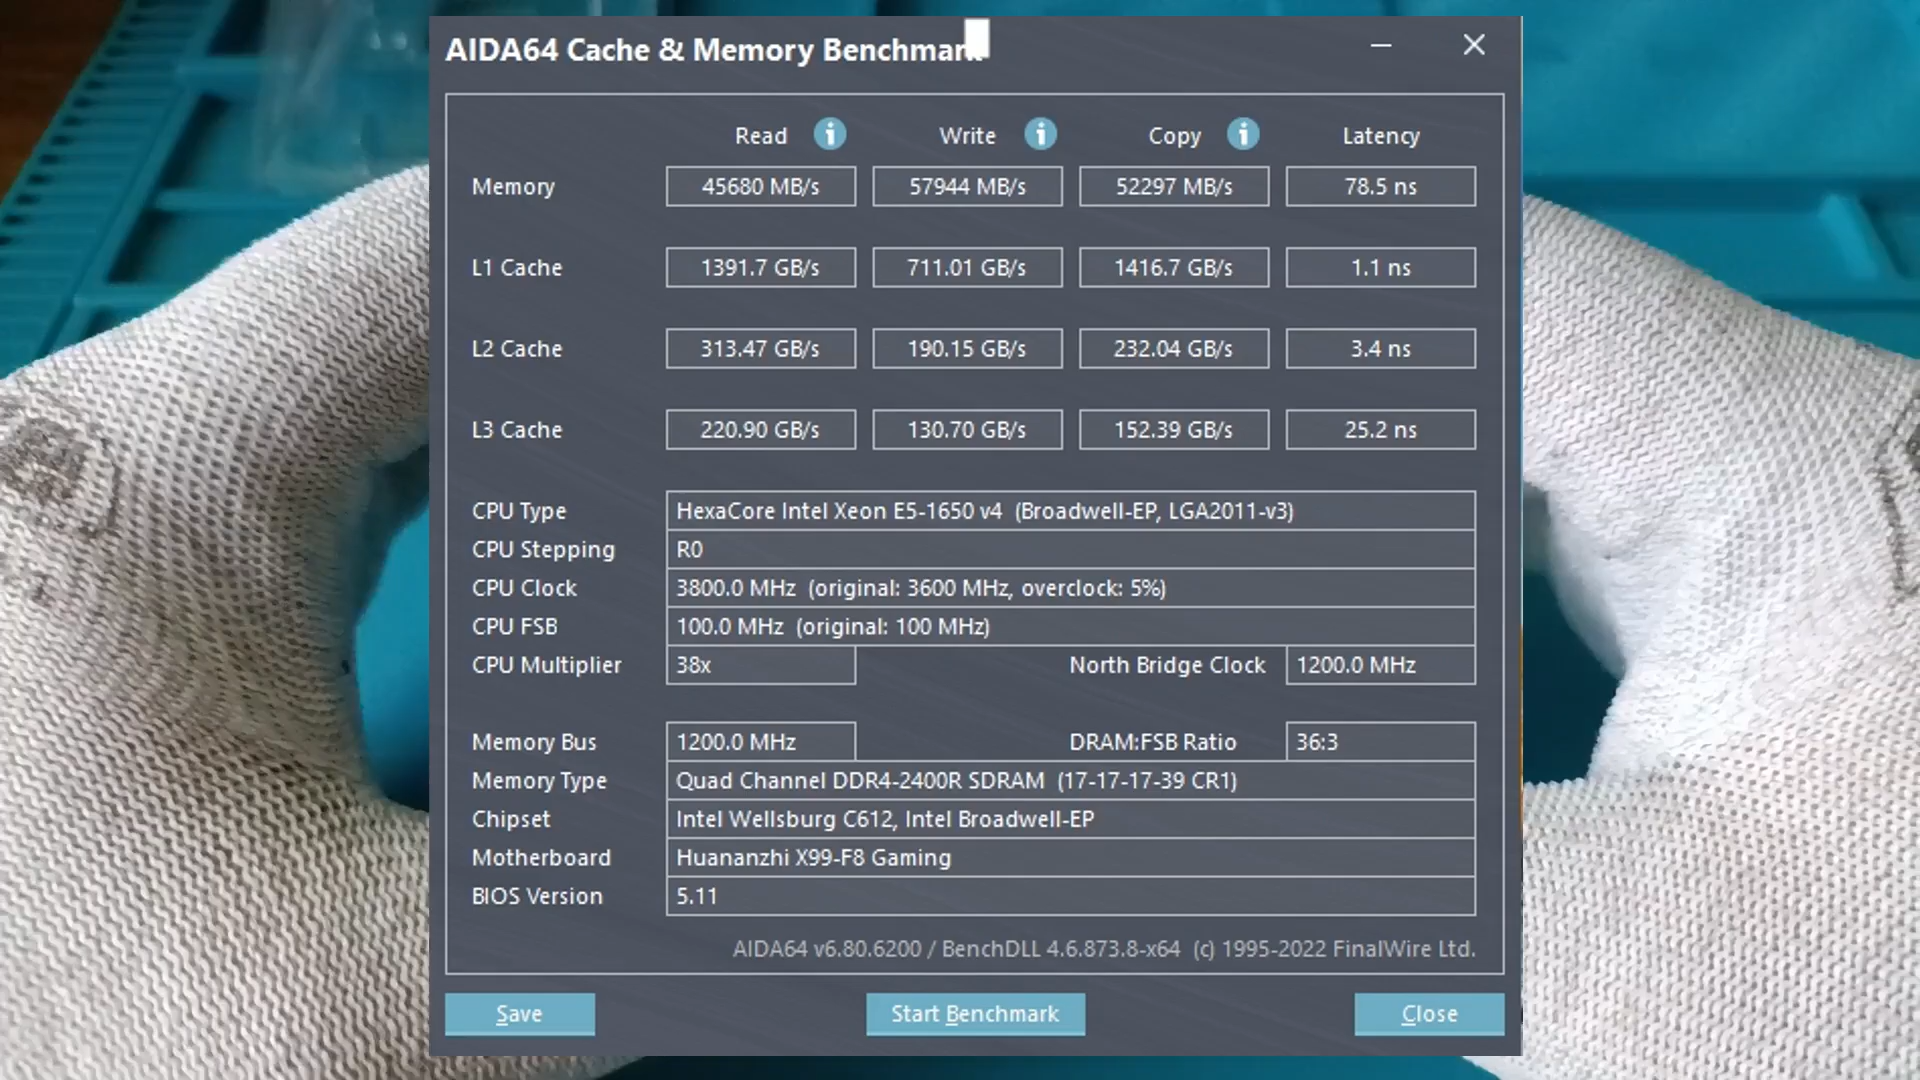 AIDA64 Cache & Memory Benchmark
Read Write Copy Latency
Memory 45680 MB/s 57944 MB/s 52297 MB/s 78.5 ns
L1 Cache 1391.7 GB/s 711.01 GB/s 1416.7 GB/s 1.1 ns
L2 Cache 313.47 GB/s 190.15 GB/s 232.04 GB/s 3.4 ns
L3 Cache 220.90 GB/s 130.70 GB/s 152.39 GB/s 25.2 ns
CPU Type HexaCore Intel Xeon E5-1650 v4 (Broadwell-EP, LGA2011-v3)
CPU Stepping R0
CPU Clock 3800.0 MHz (original: 3600 MHz, overclock: 5%)
CPU FSB 100.0 MHz (original: 100 MHz)
CPU Multiplier 38x North Bridge Clock 1200.0 MHz
Memory Bus 1200.0 MHz DRAM:FSB Ratio 36:3
Memory Type Quad Channel DDR4-2400R SDRAM (17-17-17-39 CR1)
Chipset Intel Wellsburg C612, Intel Broadwell-EP
Motherboard Huananzhi X99-F8 Gaming
BIOS Version 5.11
AIDA64 v6.80.6200 / BenchDLL 4.6.873.8-x64 (c) 1995-2022 FinalWire Ltd.
Save Start Benchmark Close